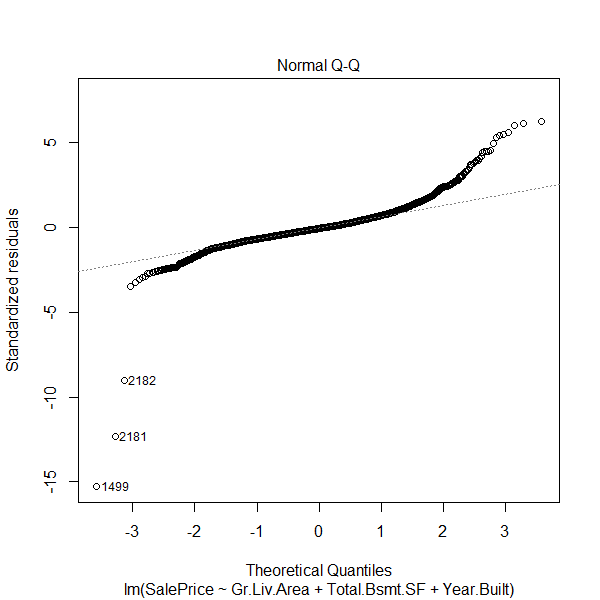 Normal Q-Q
5
0
-5
-10
-15
Standardized residuals
2182
2181
1499
-3 -2 -1 0 1 2 3
Theoretical Quantiles
lm(SalePrice ~ Gr.Liv.Area + Total.Bsmt.SF + Year.Built)